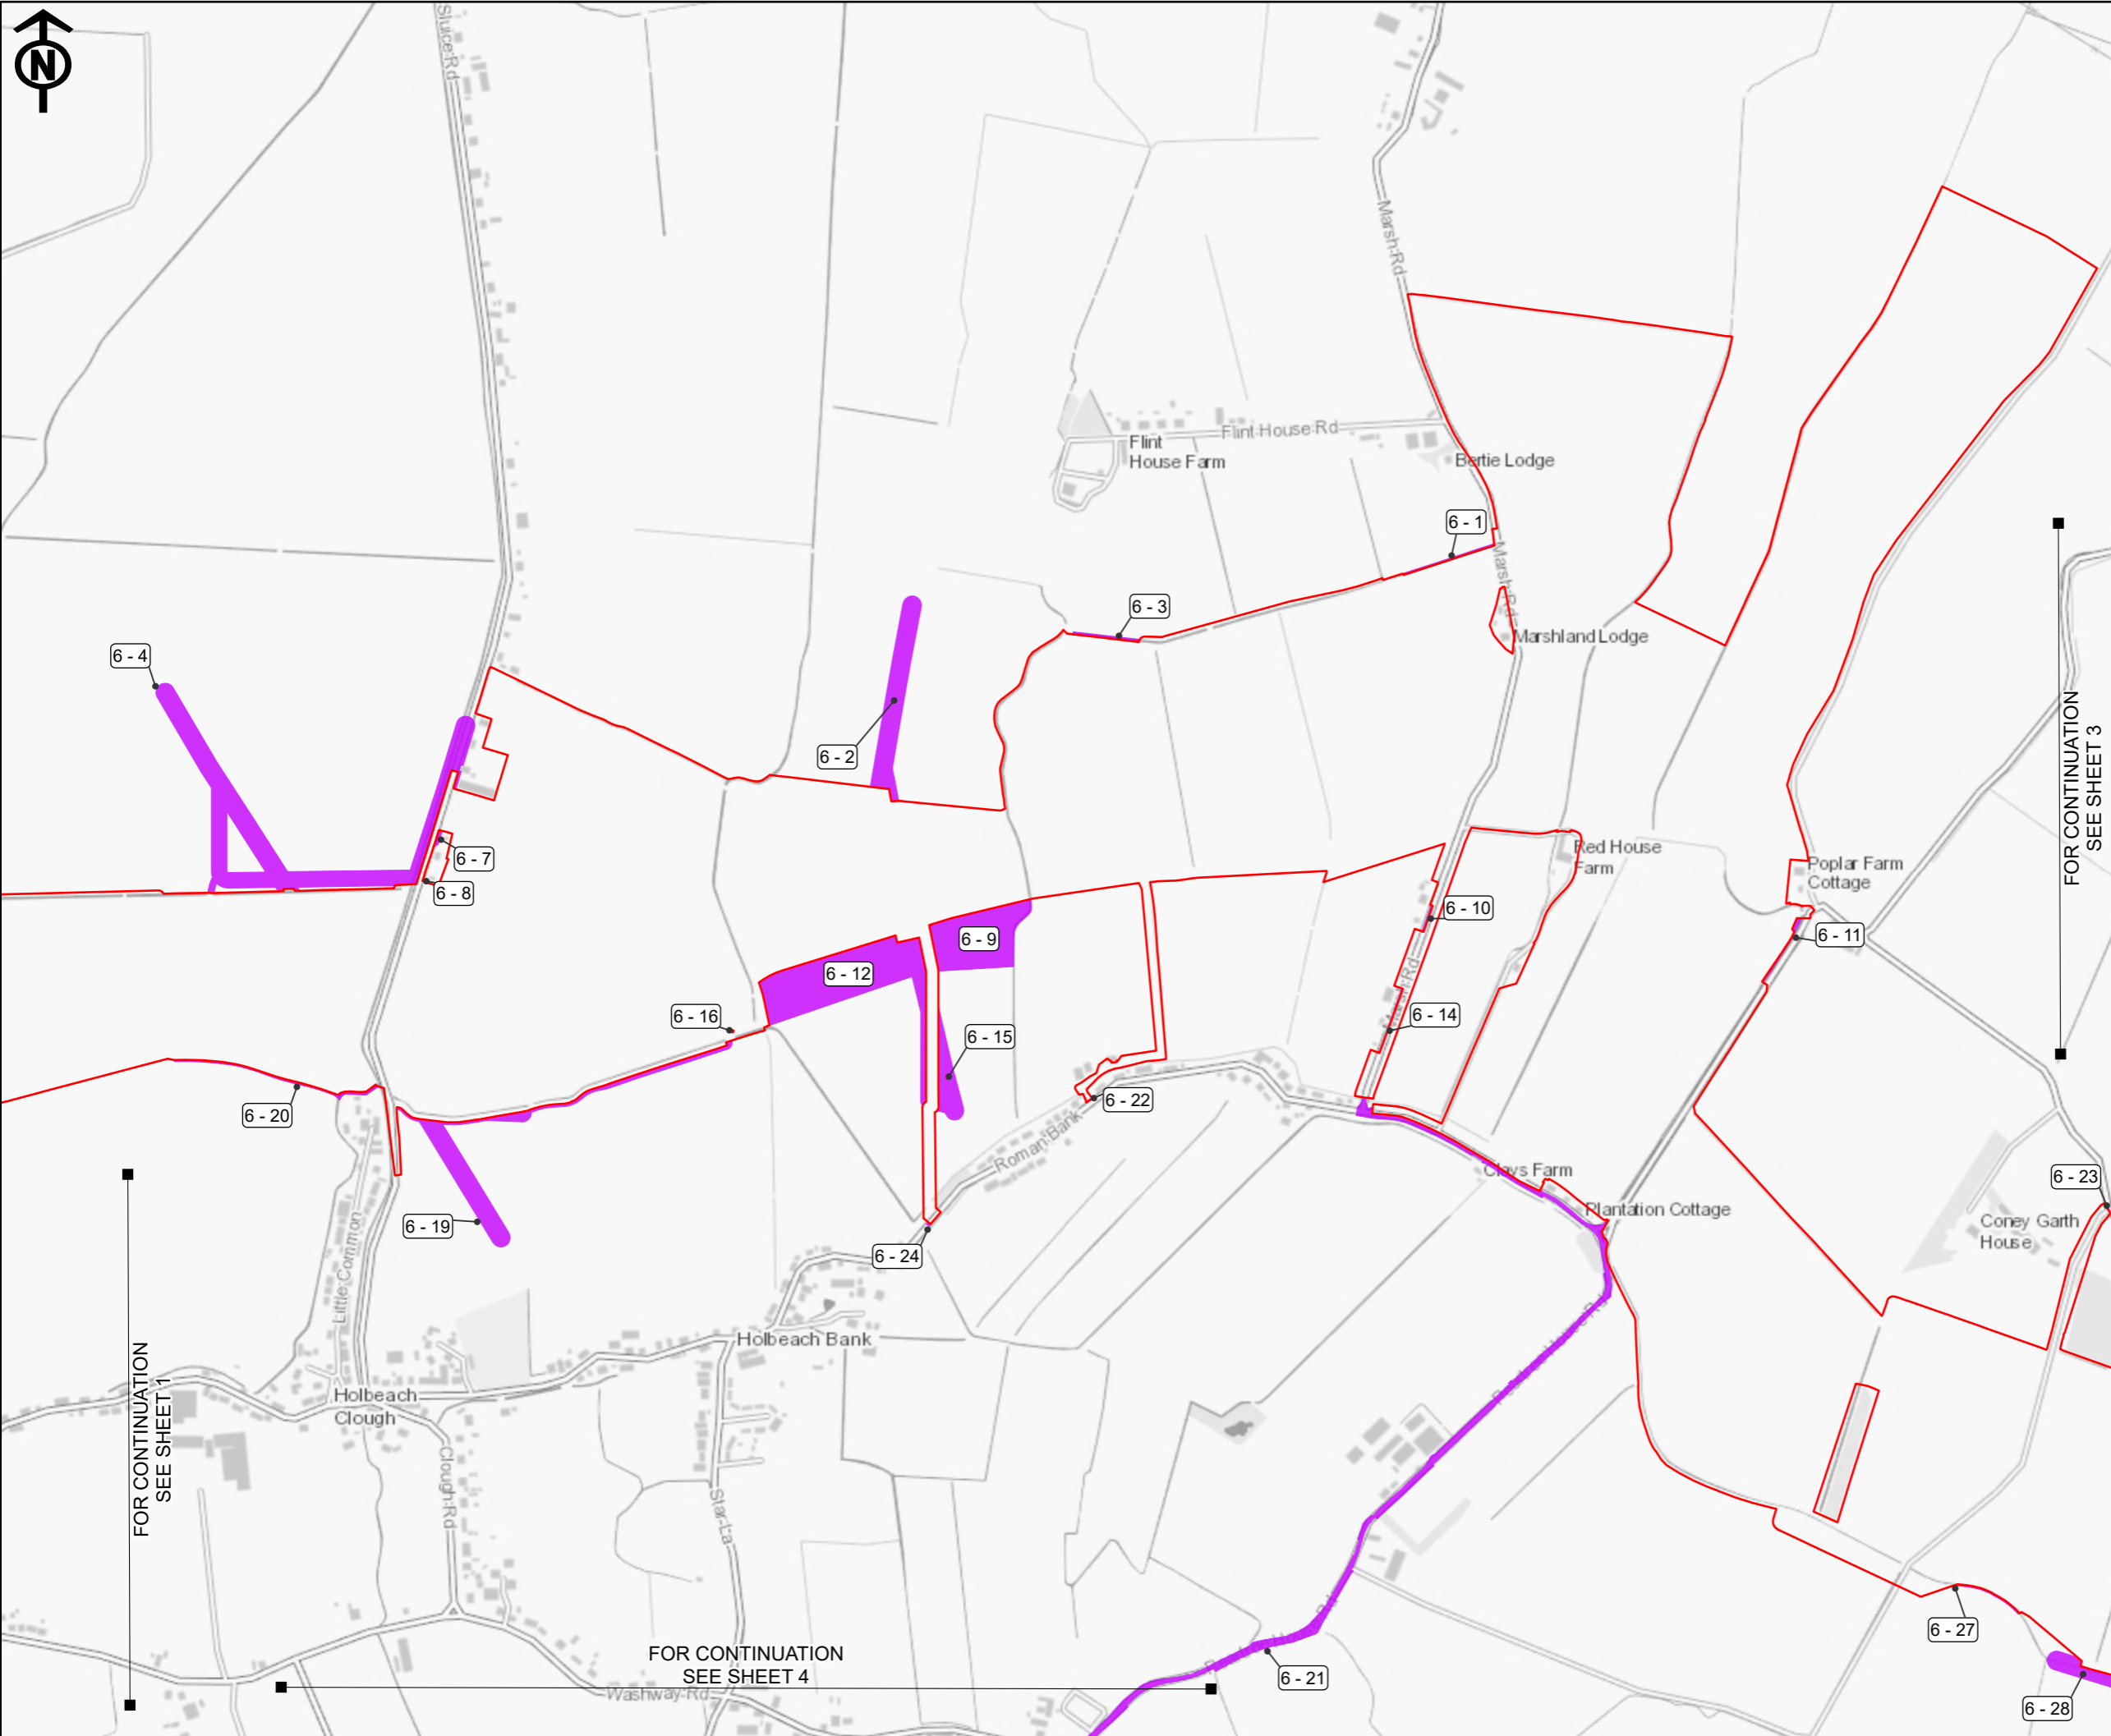 N
Sluice Rd
Marsh Rd
Flint House Rd
Flint
House Farm
Bertie Lodge
6 - 1
Marsh Rd
6 - 3
Marshland Lodge
6 - 4
6 - 2
FOR CONTINUATION
SEE SHEET 3
6 - 7
6 - 8
Red House
Farm
Poplar Farm
Cottage
6 - 10
6 - 9
6 - 11
6 - 12
Marsh Rd
6 - 16
6 - 14
6 - 15
6 - 20
6 - 22
Roman Bank
Clays Farm
6 - 23
Plantation Cottage
6 - 19
Coney Garth
House
6 - 24
Little Common
Holbeach Bank
FOR CONTINUATION
SEE SHEET 1
Holbeach
Clough
Clough Rd
Star La
6 - 27
FOR CONTINUATION
SEE SHEET 4
6 - 21
Washway Rd
6 - 28